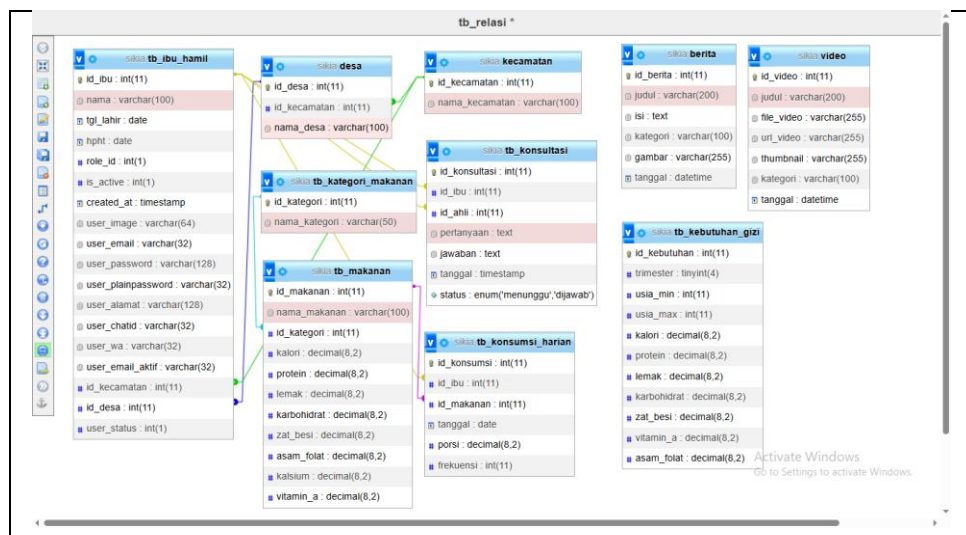 tb_relasi *
sikia tb_ibu_hamil
id_ibu : int(11)
nama : varchar(100)
tgl_lahir : date
hpht : date
role_id : int(1)
is_active : int(1)
created_at : timestamp
user_image : varchar(64)
user_email : varchar(32)
user_password : varchar(128)
user_plainpassword : varchar(32)
user_alamat : varchar(128)
user_chatid : varchar(32)
user_wa : varchar(32)
user_email_aktif : varchar(32)
id_kecamatan : int(11)
id_desa : int(11)
user_status : int(1)
sikia desa
id_desa : int(11)
id_kecamatan : int(11)
nama_desa : varchar(100)
sikia tb_kategori_makanan
id_kategori : int(11)
nama_kategori : varchar(50)
sikia tb_makanan
id_makanan : int(11)
nama_makanan : varchar(100)
id_kategori : int(11)
kalori : decimal(8,2)
protein : decimal(8,2)
lemak : decimal(8,2)
karbohidrat : decimal(8,2)
zat_besi : decimal(8,2)
asam_folat : decimal(8,2)
kalsium : decimal(8,2)
vitamin_a : decimal(8,2)
sikia kecamatan
id_kecamatan : int(11)
nama_kecamatan : varchar(100)
sikia tb_konsultasi
id_konsultasi : int(11)
id_ibu : int(11)
id_ahli : int(11)
pertanyaan : text
jawaban : text
tanggal : timestamp
status : enum('menunggu','dijawab')
sikia tb_konsumsi_harian
id_konsumsi : int(11)
id_ibu : int(11)
id_makanan : int(11)
tanggal : date
porsi : decimal(8,2)
frekuensi : int(11)
sikia berita
id_berita : int(11)
judul : varchar(200)
isi : text
kategori : varchar(100)
gambar : varchar(255)
tanggal : datetime
sikia video
id_video : int(11)
judul : varchar(200)
file_video : varchar(255)
url_video : varchar(255)
thumbnail : varchar(255)
kategori : varchar(100)
tanggal : datetime
sikia tb_kebutuhan_gizi
id_kebutuhan : int(11)
trimester : tinyint(4)
usia_min : int(11)
usia_max : int(11)
kalori : decimal(8,2)
protein : decimal(8,2)
lemak : decimal(8,2)
karbohidrat : decimal(8,2)
zat_besi : decimal(8,2)
vitamin_a : decimal(8,2)
asam_folat : decimal(8,2)
Activate Windows
Go to Settings to activate Windows.